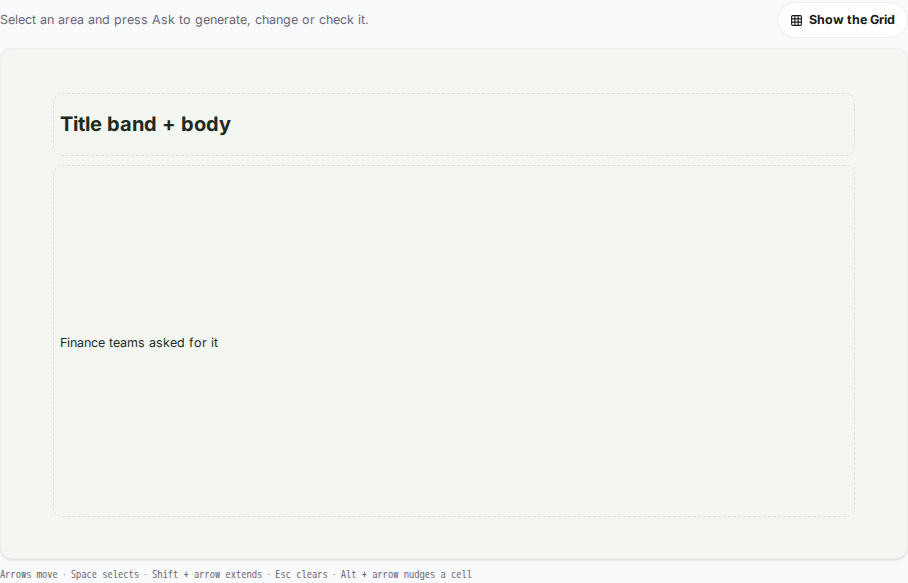 Select an area and press Ask to generate, change or check it.
Show the Grid
Title band + body
Finance teams asked for it
Arrows move · Space selects · Shift + arrow extends · Esc clears · Alt + arrow nudges a cell